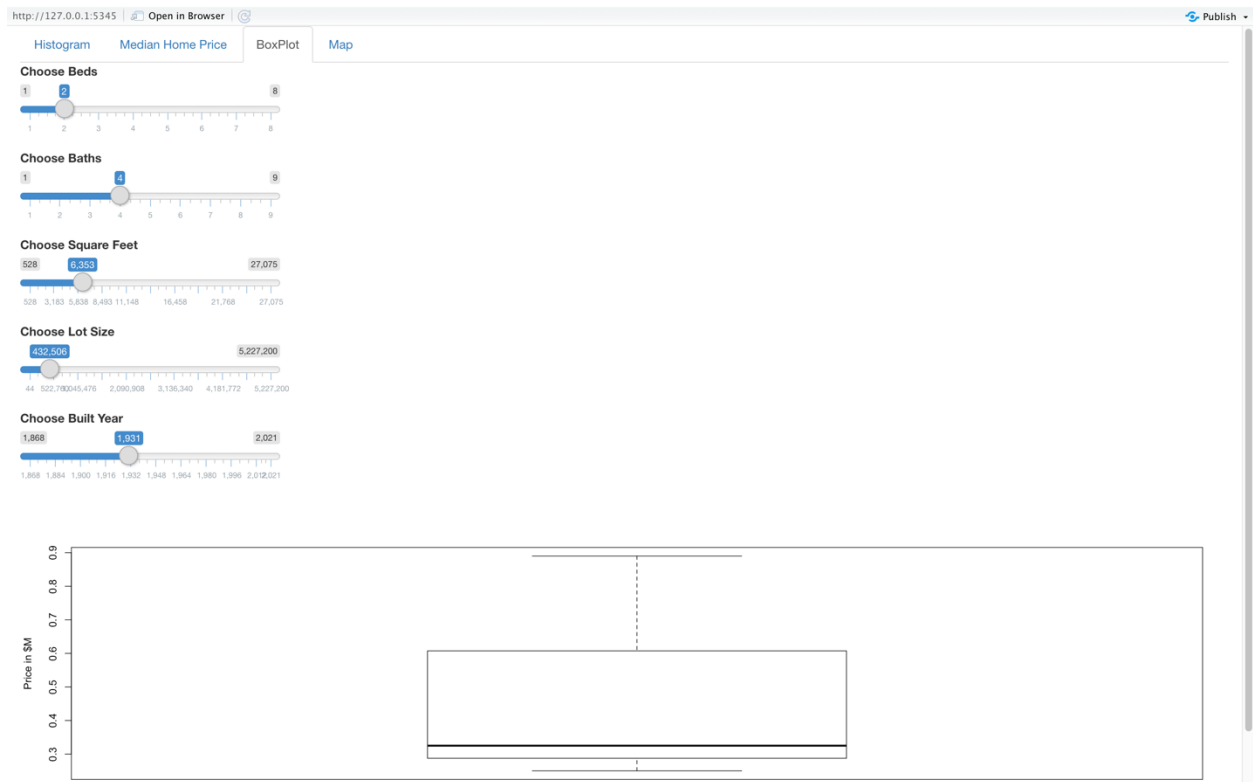 http://127.0.0.1:5345 Open in Browser Publish
Histogram Median Home Price BoxPlot Map
Choose Beds
1 2 8
1 2 3 4 5 6 7 8
Choose Baths
1 4 9
1 2 3 4 5 6 7 8 9
Choose Square Feet
528 6,353 27,075
528 3,183 5,838 8,493 11,148 16,458 21,768 27,075
Choose Lot Size
432,506 5,227,200
44 2,090,908 3,136,340 4,181,772 5,227,200
Choose Built Year
1,868 1,931 2,021
1,868 1,884 1,900 1,916 1,932 1,948 1,964 1,980 1,996
Price in $M
0.9
0.8
0.7
0.6
0.5
0.4
0.3